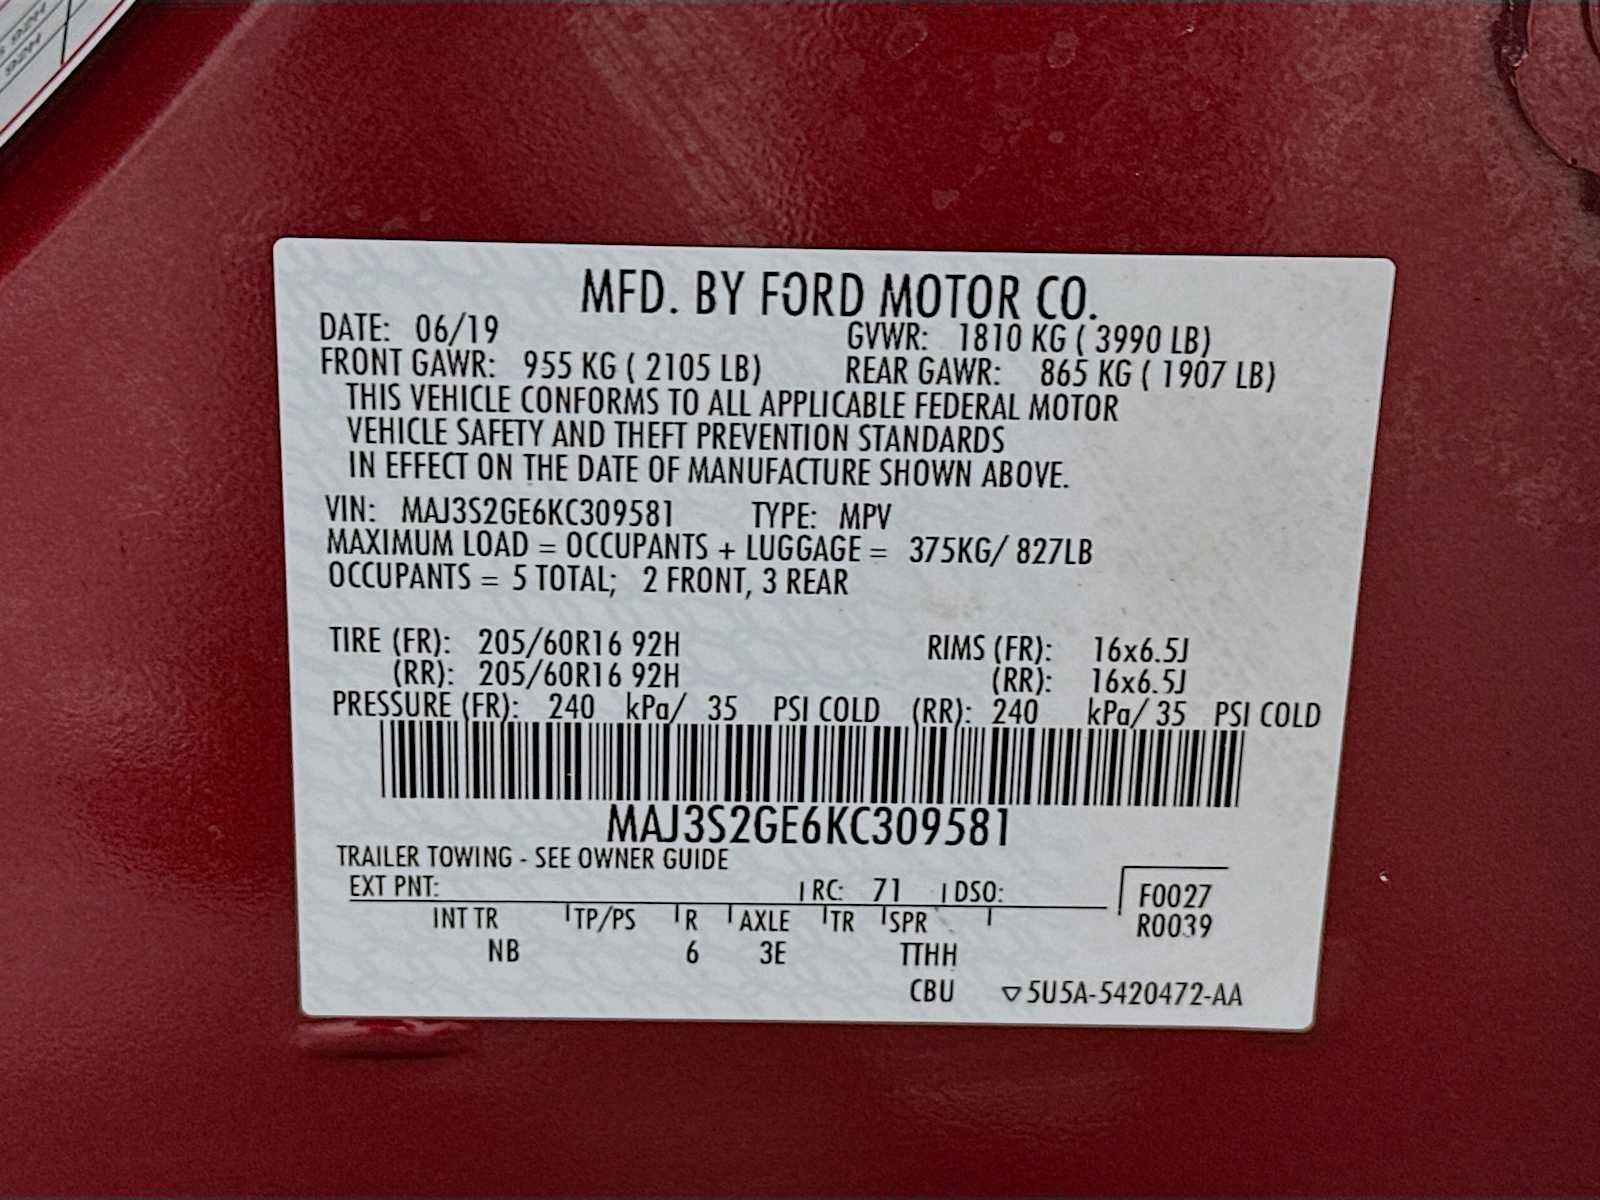 MFD. BY FORD MOTOR CO.
DATE: 06/19 GVWR: 1810 KG ( 3990 LB)
FRONT GAWR: 955 KG ( 2105 LB) REAR GAWR: 865 KG ( 1907 LB)
THIS VEHICLE CONFORMS TO ALL APPLICABLE FEDERAL MOTOR
VEHICLE SAFETY AND THEFT PREVENTION STANDARDS
IN EFFECT ON THE DATE OF MANUFACTURE SHOWN ABOVE.
VIN: MAJ3S2GE6KC309581 TYPE: MPV
MAXIMUM LOAD = OCCUPANTS + LUGGAGE = 375KG/ 827LB
OCCUPANTS = 5 TOTAL; 2 FRONT, 3 REAR
TIRE (FR): 205/60R16 92H RIMS (FR): 16x6.5J
(RR): 205/60R16 92H (RR): 16x6.5J
PRESSURE (FR): 240 kPa/ 35 PSI COLD (RR): 240 kPa/ 35 PSI COLD
MAJ3S2GE6KC309581
TRAILER TOWING - SEE OWNER GUIDE
EXT PNT: RC: 71 DSO: F0027
INT TR TP/PS R AXLE TR SPR R0039
NB 6 3E TTHH
CBU ▽5U5A-5420472-AA